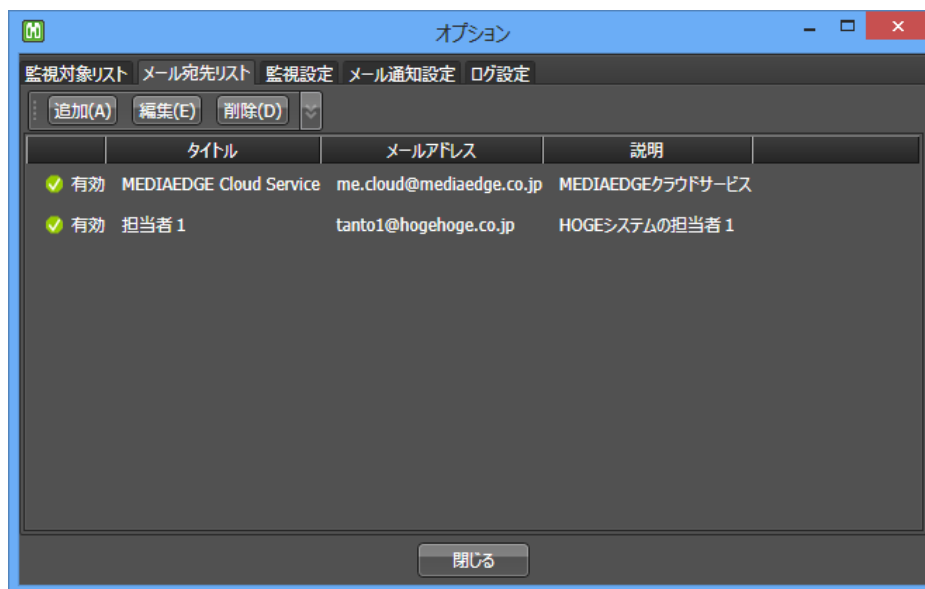 オプション
監視対象リスト メール宛先リスト 監視設定 メール通知設定 ログ設定
追加(A) 編集(E) 削除(D)
タイトル メールアドレス 説明
有効 MEDIAEDGE Cloud Service me.cloud@mediaedge.co.jp MEDIAEDGEクラウドサービス
有効 担当者1 tanto1@hogehoge.co.jp HOGEシステムの担当者1
閉じる